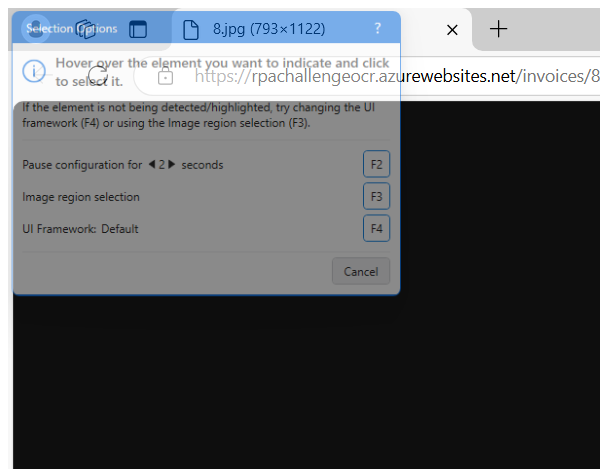 Selection Options ?
8.jpg (793×1122)
Hover over the element you want to indicate and click
to select it.
https://rpachallengeocr.azurewebsites.net/invoices/8
If the element is not being detected/highlighted, try changing the UI
framework (F4) or using the Image region selection (F3).
Pause configuration for 2 seconds F2
Image region selection F3
UI Framework: Default F4
Cancel